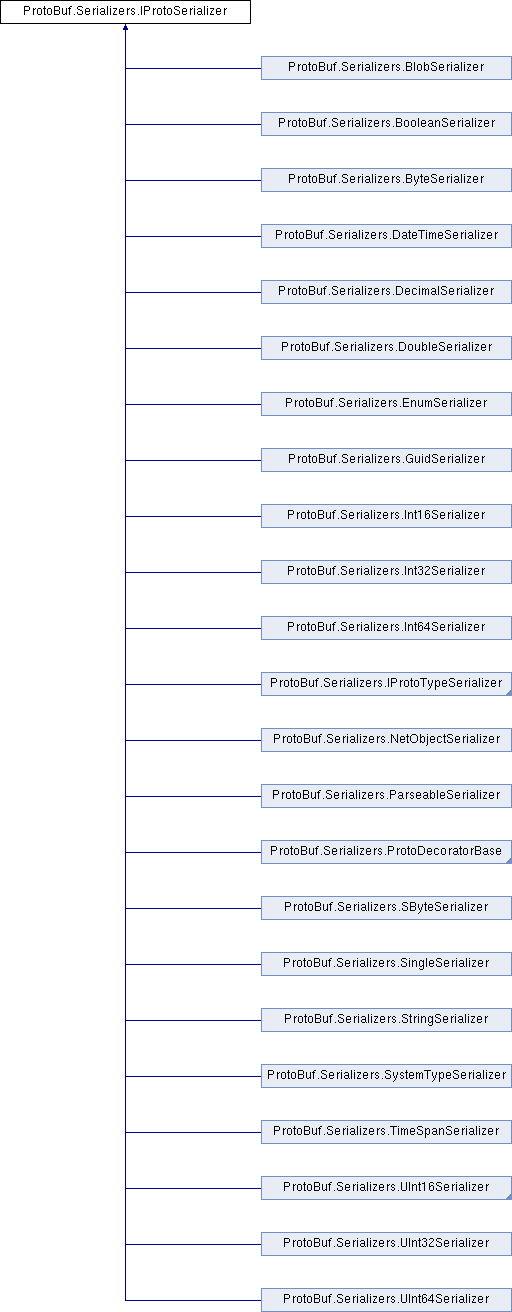 ProtoBuf.Serializers.IProtoSerializer
ProtoBuf.Serializers.BlobSerializer
ProtoBuf.Serializers.BooleanSerializer
ProtoBuf.Serializers.ByteSerializer
ProtoBuf.Serializers.DateTimeSerializer
ProtoBuf.Serializers.DecimalSerializer
ProtoBuf.Serializers.DoubleSerializer
ProtoBuf.Serializers.EnumSerializer
ProtoBuf.Serializers.GuidSerializer
ProtoBuf.Serializers.Int16Serializer
ProtoBuf.Serializers.Int32Serializer
ProtoBuf.Serializers.Int64Serializer
ProtoBuf.Serializers.IProtoTypeSerializer
ProtoBuf.Serializers.NetObjectSerializer
ProtoBuf.Serializers.ParseableSerializer
ProtoBuf.Serializers.ProtoDecoratorBase
ProtoBuf.Serializers.SByteSerializer
ProtoBuf.Serializers.SingleSerializer
ProtoBuf.Serializers.StringSerializer
ProtoBuf.Serializers.SystemTypeSerializer
ProtoBuf.Serializers.TimeSpanSerializer
ProtoBuf.Serializers.UInt16Serializer
ProtoBuf.Serializers.UInt32Serializer
ProtoBuf.Serializers.UInt64Serializer